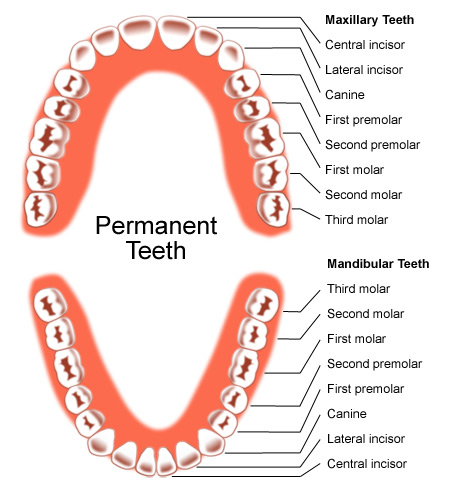 Maxillary Teeth
Central incisor
Lateral incisor
Canine
First premolar
Second premolar
First molar
Second molar
Third molar
Permanent
Teeth
Mandibular Teeth
Third molar
Second molar
First molar
Second premolar
First premolar
Canine
Lateral incisor
Central incisor